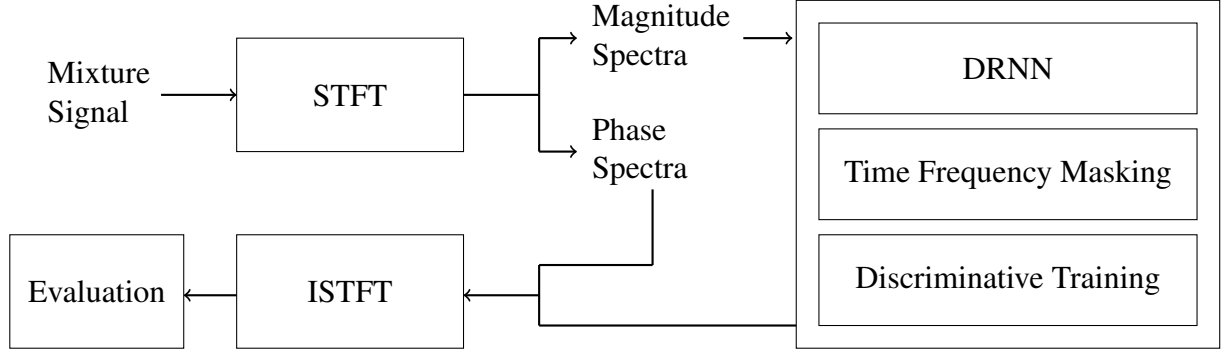 Mixture
Signal
STFT
Magnitude
Spectra
Phase
Spectra
DRNN
Time Frequency Masking
Discriminative Training
Evaluation
ISTFT